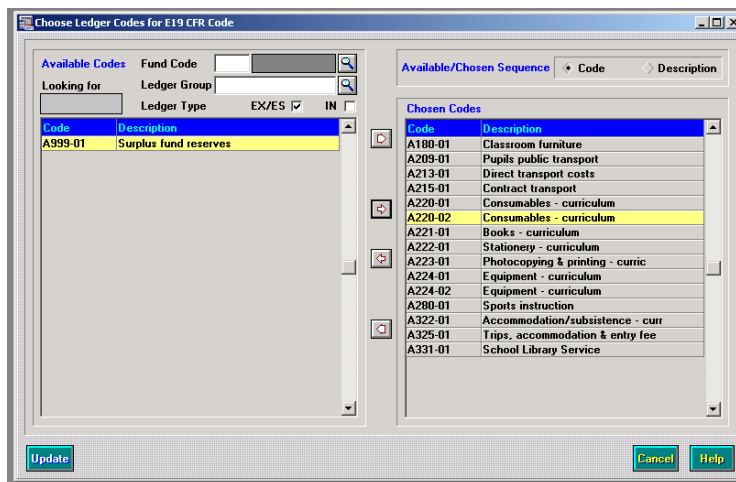 Choose Ledger Codes for E19 CFR Code
Available Codes Fund Code
Looking for Ledger Group
Ledger Type EX/ES IN
Code Description
A999-01 Surplus fund reserves
Available/Chosen Sequence Code Description
Chosen Codes
Code Description
A180-01 Classroom furniture
A209-01 Pupils public transport
A213-01 Direct transport costs
A215-01 Contract transport
A220-01 Consumables - curriculum
A220-02 Consumables - curriculum
A221-01 Books - curriculum
A222-01 Stationery - curriculum
A223-01 Photocopying & printing - curric
A224-01 Equipment - curriculum
A224-02 Equipment - curriculum
A280-01 Sports instruction
A322-01 Accommodation/subsistence - curr
A325-01 Trips, accommodation & entry fee
A331-01 School Library Service
Update Cancel Help